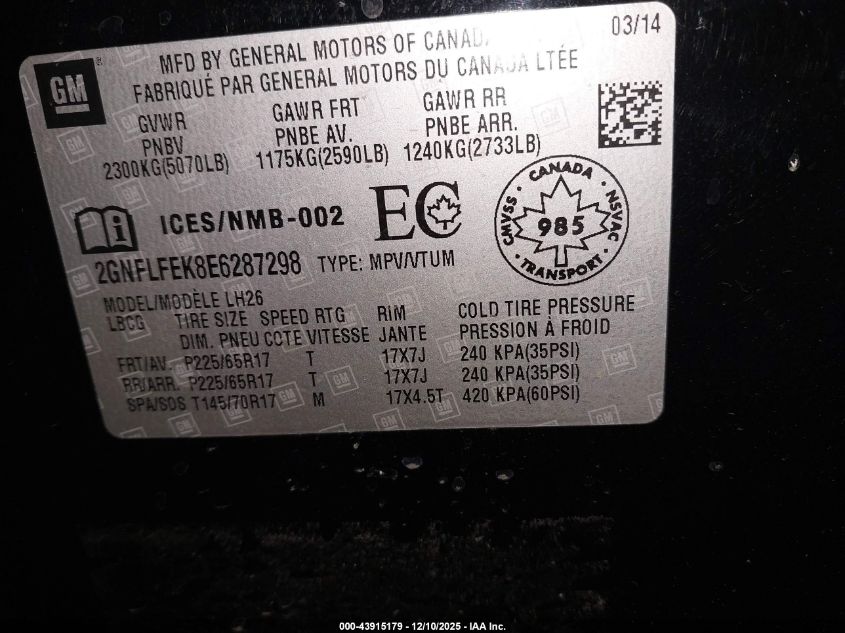 03/14
GM
MFD BY GENERAL MOTORS OF CANADA
FABRIQUÉ PAR GENERAL MOTORS DU CANADA LTÉE
GVWR GAWR FRT GAWR RR
PNBV PNBE AV. PNBE ARR.
2300KG(5070LB) 1175KG(2590LB) 1240KG(2733LB)
ICES/NMB-002 EC
CANADA
CMVSS 985 NSVAC
TRANSPORT
2GNFLFEK8E6287298 TYPE: MPV/VTUM
MODEL/MODÈLE LH26
LBCG TIRE SIZE SPEED RTG RIM COLD TIRE PRESSURE
DIM. PNEU COTE VITESSE JANTE PRESSION À FROID
FRT/AV. P225/65R17 T 17X7J 240 KPA(35PSI)
RR/ARR. P225/65R17 T 17X7J 240 KPA(35PSI)
SPA/SOS T145/70R17 M 17X4.5T 420 KPA(60PSI)
000-43915179 - 12/10/2025 - IAA Inc.